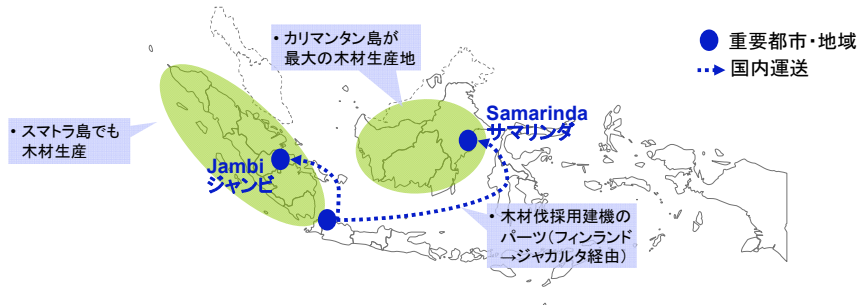 • カリマンタン島が
最大の木材生産地
重要都市・地域
国内運送
• スマトラ島でも
木材生産
Samarinda
サマリンダ
Jambi
ジャンビ
• 木材伐採用建機の
パーツ(フィンランド
→ジャカルタ経由)